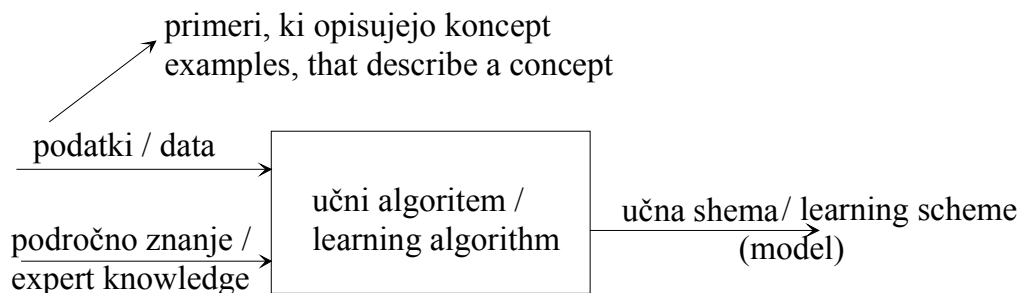 primeri, ki opisujejo koncept
examples, that describe a concept
podatki / data
učni algoritem /
learning algorithm
področno znanje /
expert knowledge
učna shema / learning scheme
(model)